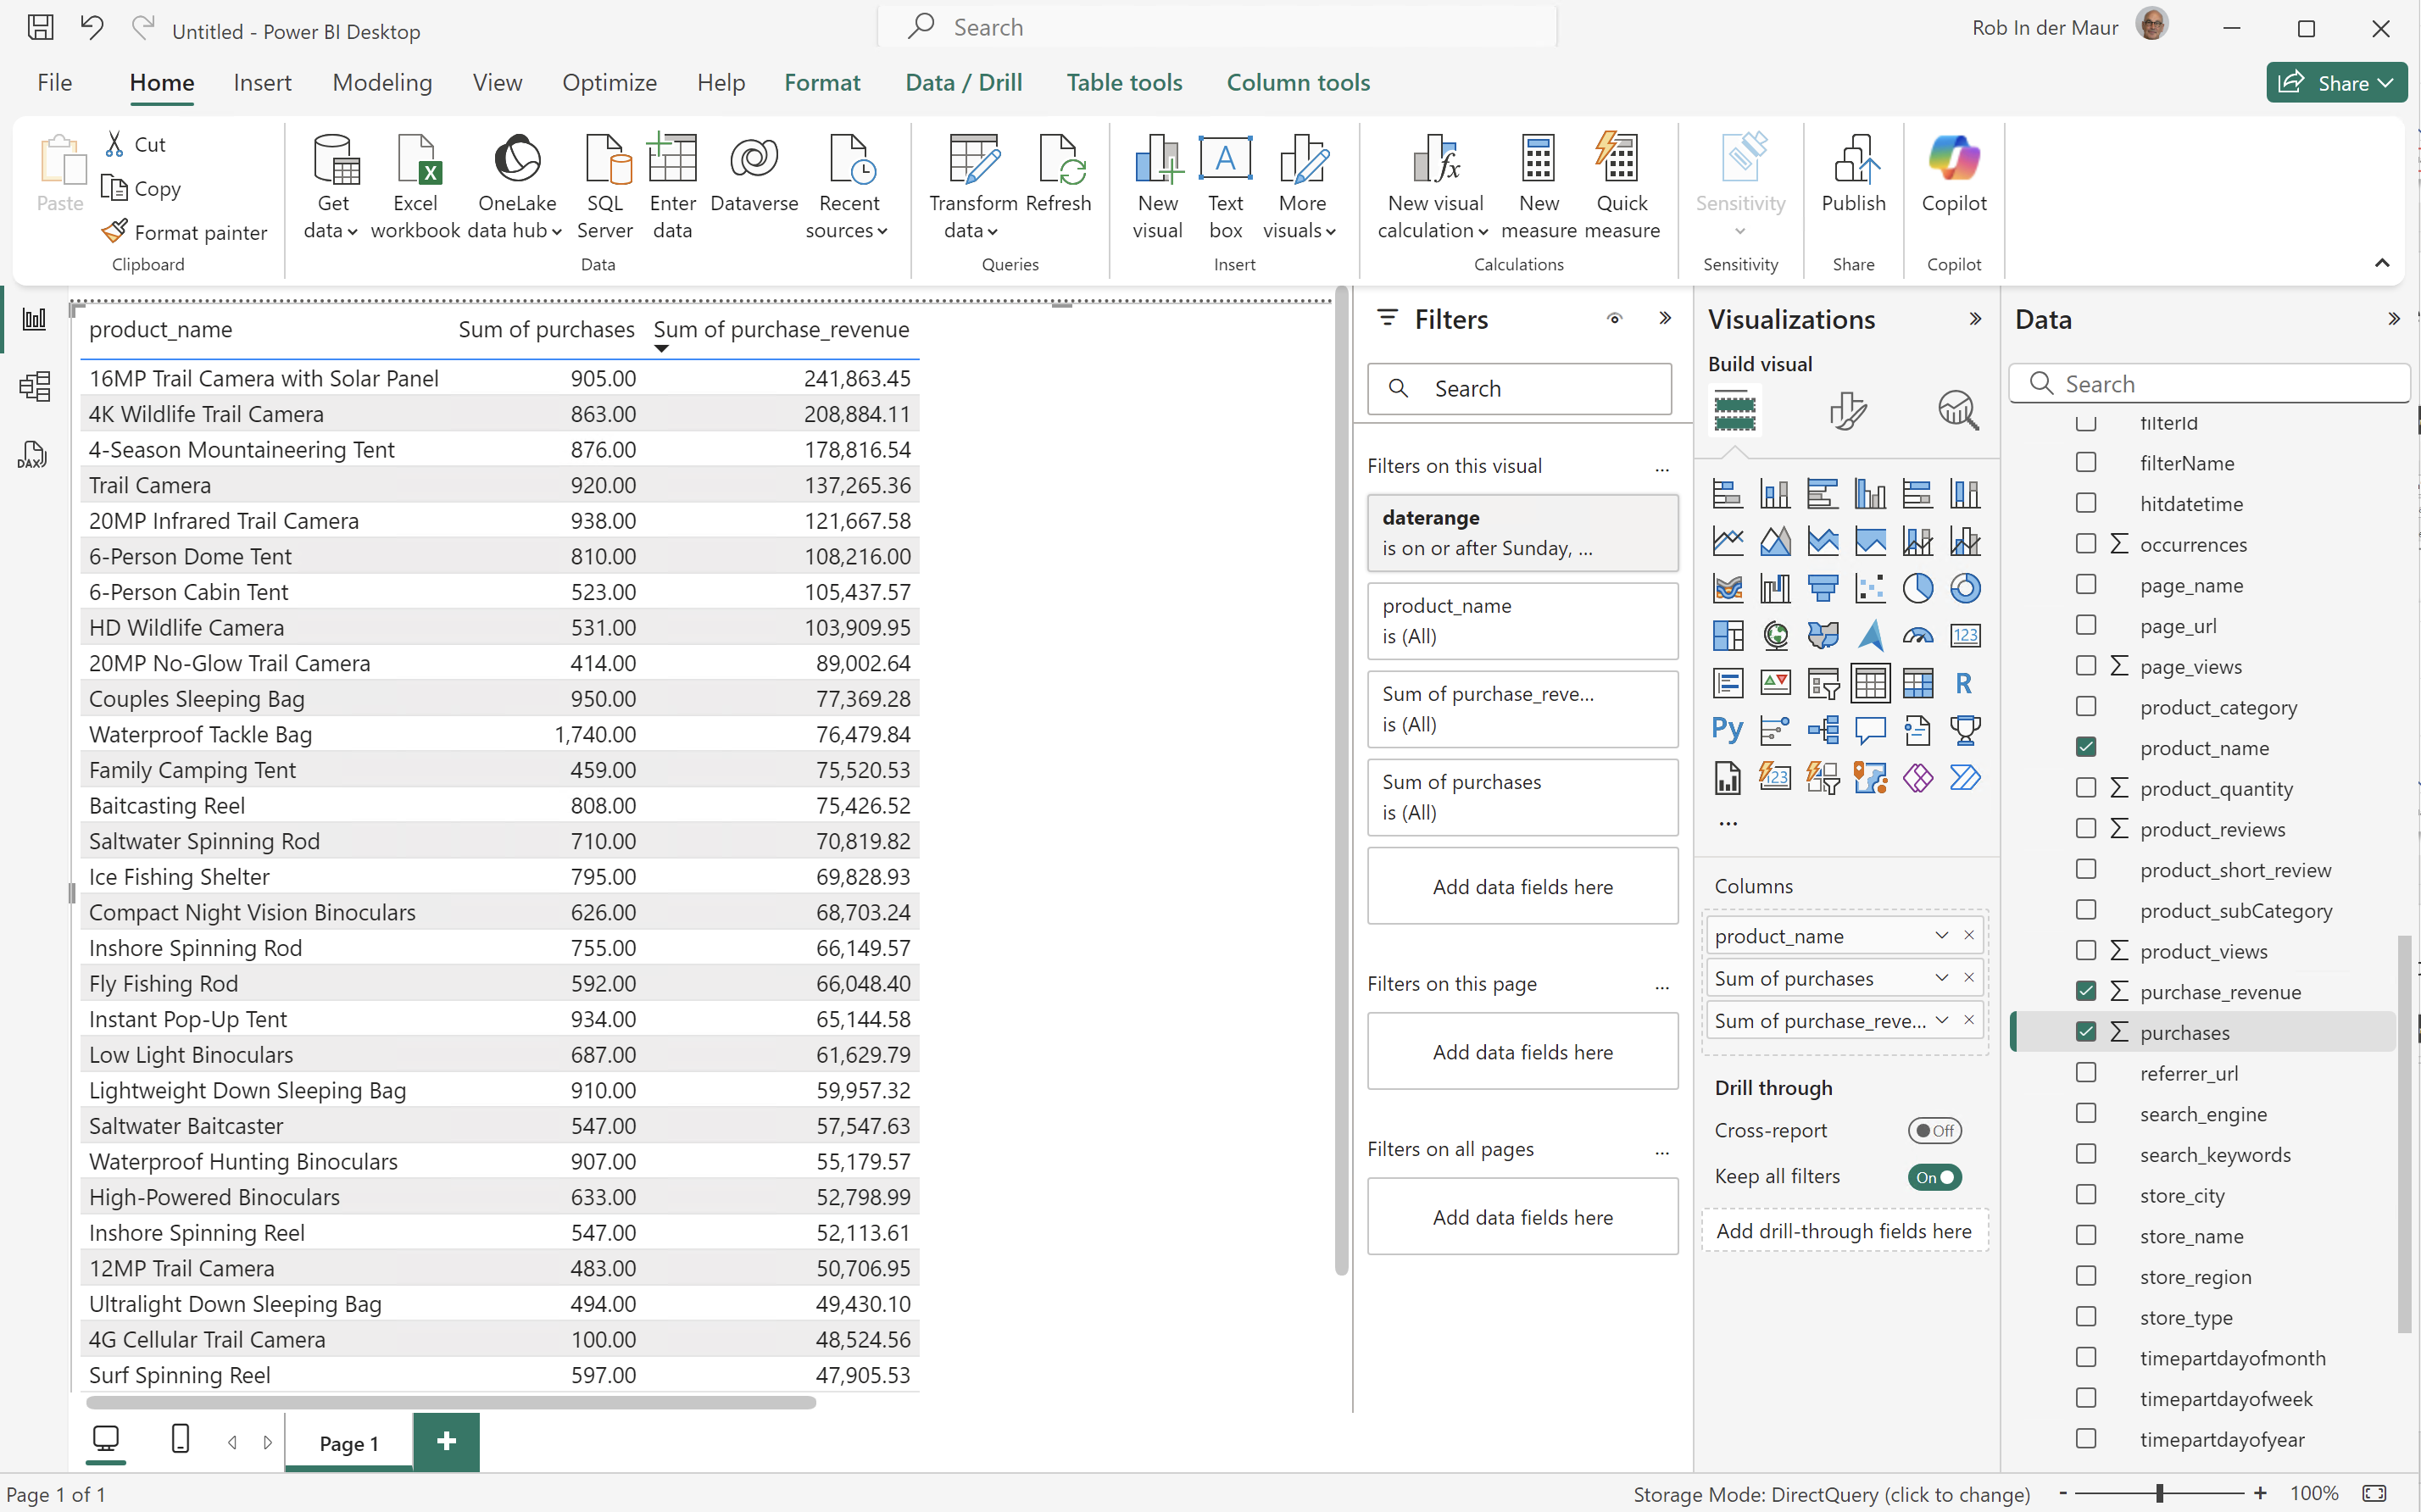 Untitled - Power BI Desktop
Search
Rob In der Maur
File
Home
Insert
Modeling
View
Optimize
Help
Format
Data / Drill
Table tools
Column tools
Share
Paste
Cut
Copy
Format painter
Clipboard
Get data
Excel workbook
OneLake data hub
SQL Server
Enter data
Dataverse
Recent sources
Data
Transform data
Refresh
Queries
New visual
Text box
More visuals
Insert
New visual calculation
New measure
Quick measure
Calculations
Sensitivity
Sensitivity
Publish
Share
Copilot
Copilot
product_name Sum of purchases Sum of purchase_revenue
16MP Trail Camera with Solar Panel 905.00 241,863.45
4K Wildlife Trail Camera 863.00 208,884.11
4-Season Mountaineering Tent 876.00 178,816.54
Trail Camera 920.00 137,265.36
20MP Infrared Trail Camera 938.00 121,667.58
6-Person Dome Tent 810.00 108,216.00
6-Person Cabin Tent 523.00 105,437.57
HD Wildlife Camera 531.00 103,909.95
20MP No-Glow Trail Camera 414.00 89,002.64
Couples Sleeping Bag 950.00 77,369.28
Waterproof Tackle Bag 1,740.00 76,479.84
Family Camping Tent 459.00 75,520.53
Baitcasting Reel 808.00 75,426.52
Saltwater Spinning Rod 710.00 70,819.82
Ice Fishing Shelter 795.00 69,828.93
Compact Night Vision Binoculars 626.00 68,703.24
Inshore Spinning Rod 755.00 66,149.57
Fly Fishing Rod 592.00 66,048.40
Instant Pop-Up Tent 934.00 65,144.58
Low Light Binoculars 687.00 61,629.79
Lightweight Down Sleeping Bag 910.00 59,957.32
Saltwater Baitcaster 547.00 57,547.63
Waterproof Hunting Binoculars 907.00 55,179.57
High-Powered Binoculars 633.00 52,798.99
Inshore Spinning Reel 547.00 52,113.61
12MP Trail Camera 483.00 50,706.95
Ultralight Down Sleeping Bag 494.00 49,430.10
4G Cellular Trail Camera 100.00 48,524.56
Surf Spinning Reel 597.00 47,905.53
DAX
Filters
Search
Filters on this visual ...
daterange
is on or after Sunday, ...
product_name
is (All)
Sum of purchase_reve...
is (All)
Sum of purchases
is (All)
Add data fields here
Filters on this page ...
Add data fields here
Filters on all pages ...
Add data fields here
Visualizations
Build visual
123
R
Py
123
...
Columns
product_name
Sum of purchases
Sum of purchase_reve...
Drill through
Cross-report
Off
Keep all filters
On
Add drill-through fields here
Data
Search
filterId
filterName
hitdatetime
∑ occurrences
page_name
page_url
∑ page_views
product_category
product_name
∑ product_quantity
∑ product_reviews
product_short_review
product_subCategory
∑ product_views
∑ purchase_revenue
∑ purchases
referrer_url
search_engine
search_keywords
store_city
store_name
store_region
store_type
timepartdayofmonth
timepartdayofweek
timepartdayofyear
Page 1
+
Page 1 of 1
Storage Mode: DirectQuery (click to change)
- + 100%